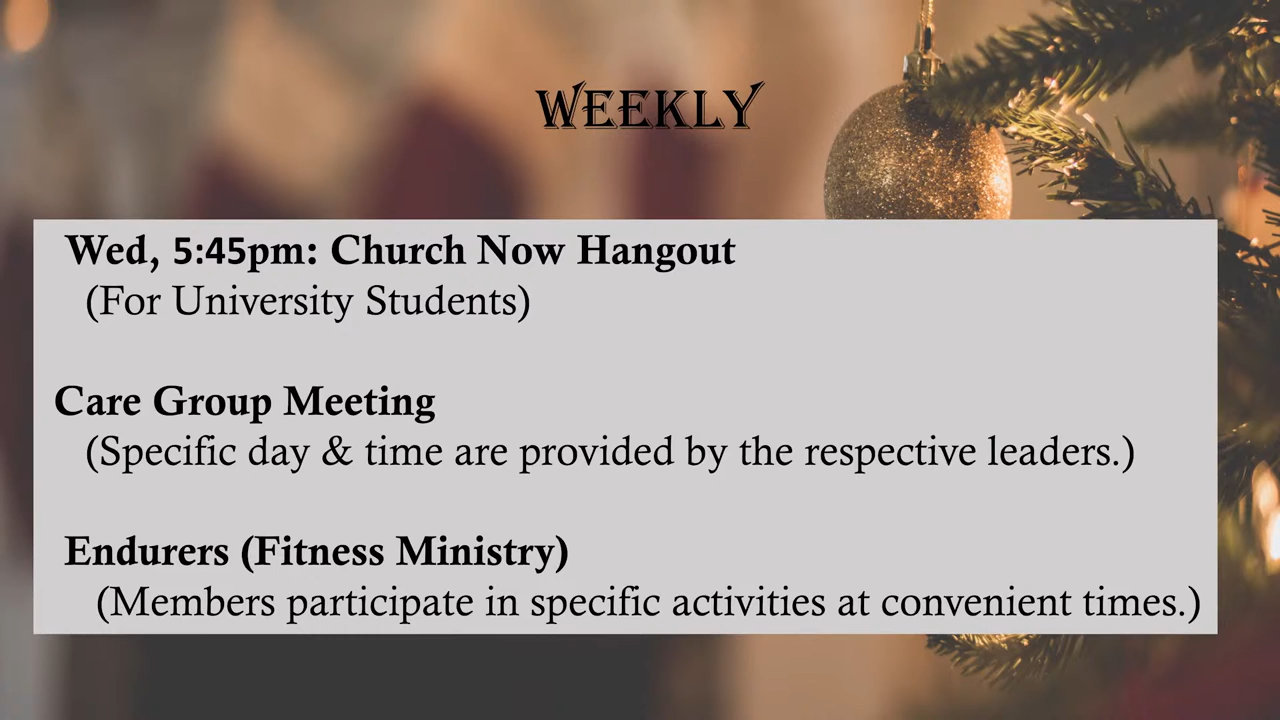 WEEKLY
Wed, 5:45pm: Church Now Hangout
(For University Students)
Care Group Meeting
(Specific day & time are provided by the respective leaders.)
Endurers (Fitness Ministry)
(Members participate in specific activities at convenient times.)